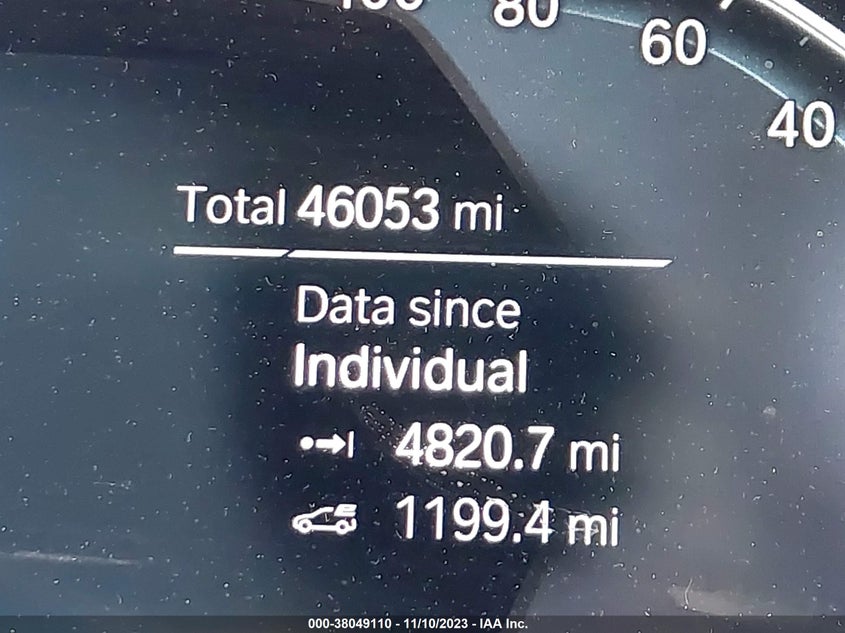 100 80
60
40
Total 46053 mi
Data since
Individual
4820.7 mi
1199.4 mi
000-38049110 - 11/10/2023 - IAA Inc.